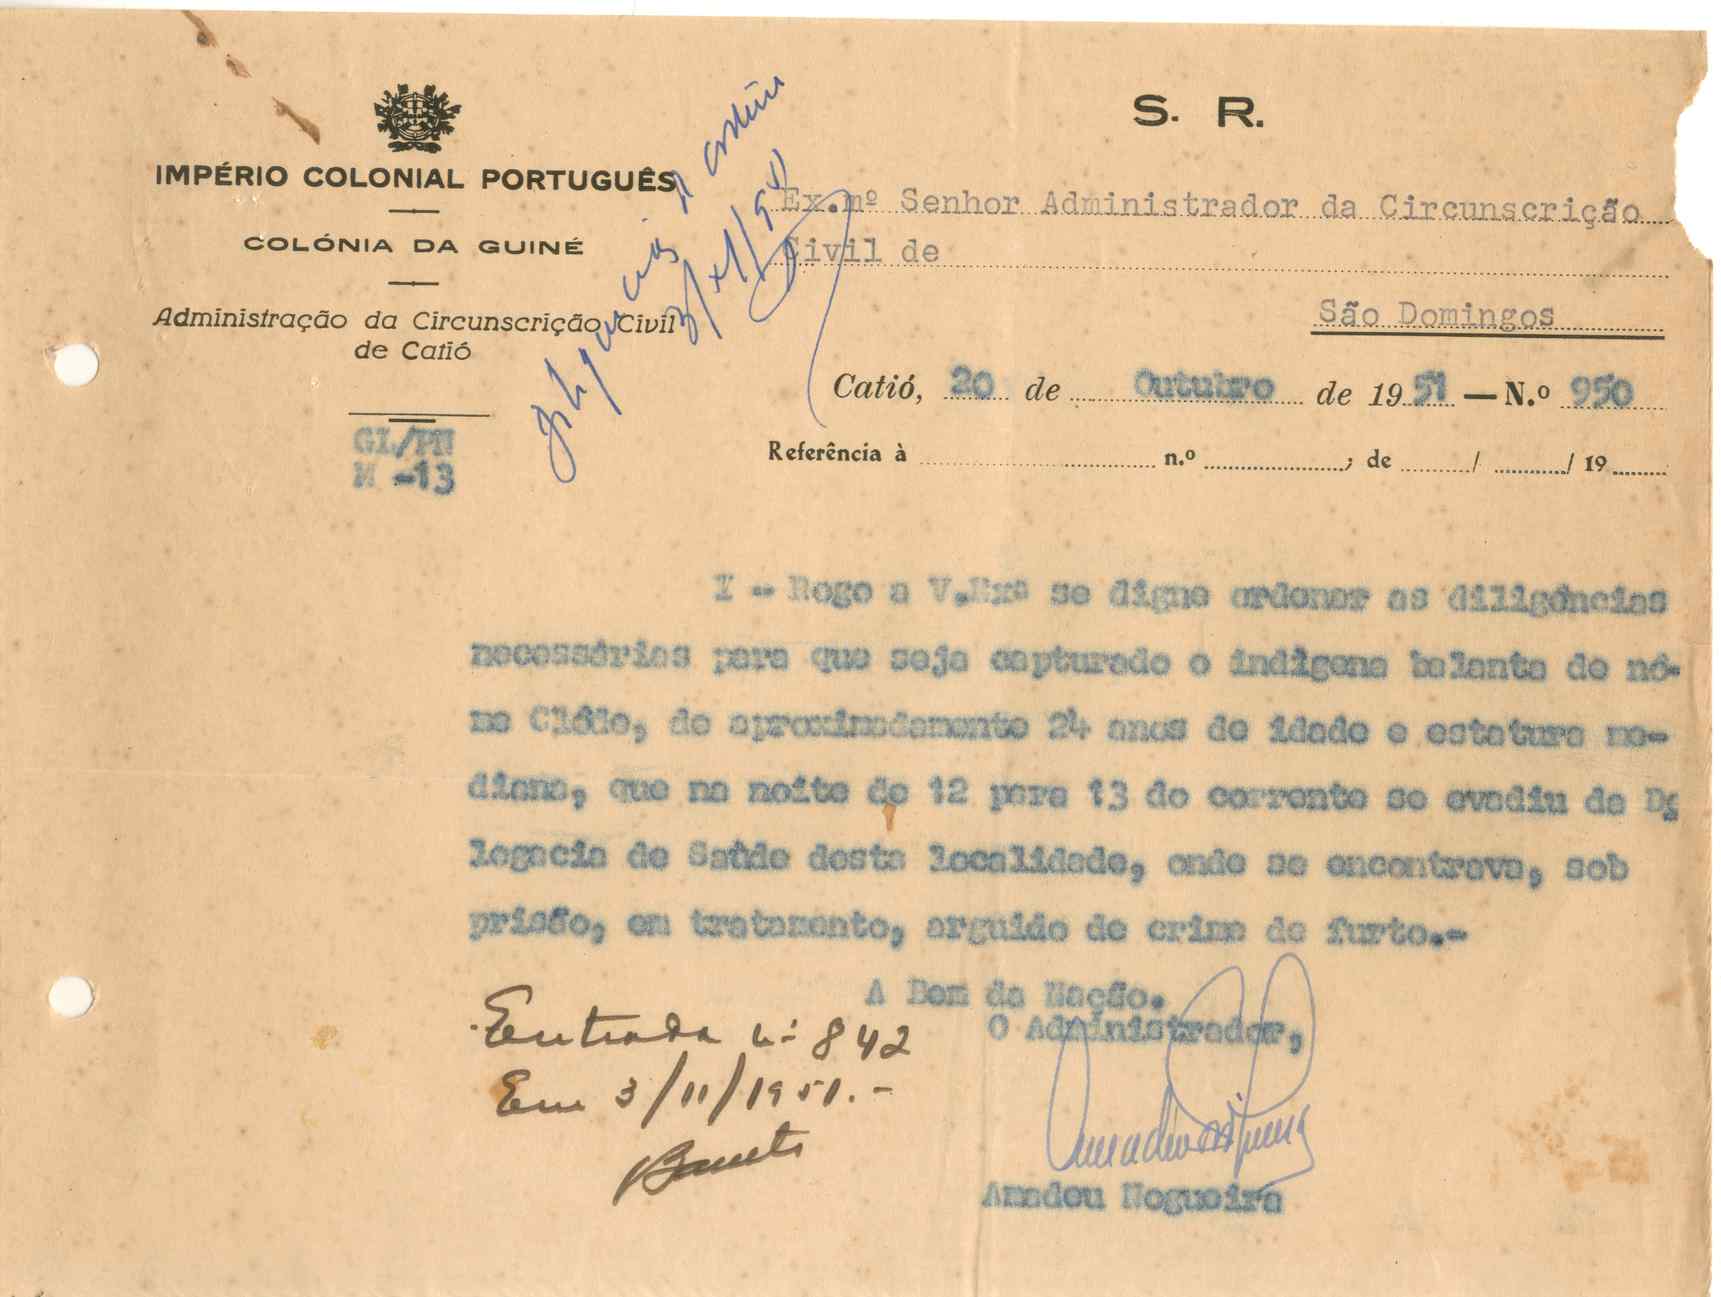 S. R.
IMPÉRIO COLONIAL PORTUGUÊS
COLÓNIA DA GUINÉ
Administração da Circunscrição Civil
de Catió
GL/PN
M -13
3/XI/951
Ex.mº Senhor Administrador da Circunscrição
Civil de
São Domingos
Catió, 20 de Outubro de 1951 — N.º 950
Referência à n.º ; de / / 19
I - Rogo a V.Exª se digne ordenar as diligências
necessárias para que seja capturado o indígena balanta de nó-
me de aproximadamente 24 anos de idade e estatura me-
diana, que na noite de 12 para 13 do corrente se evadiu da De
legacia de Saúde desta localidade, onde se encontrava, sob
prisão, em tratamento, arguido de crime de furto.-
A Bem da Nação.
O Administrador,
Amadeu Nogueira
Entrada nº 842
Em 3/11/1951.-